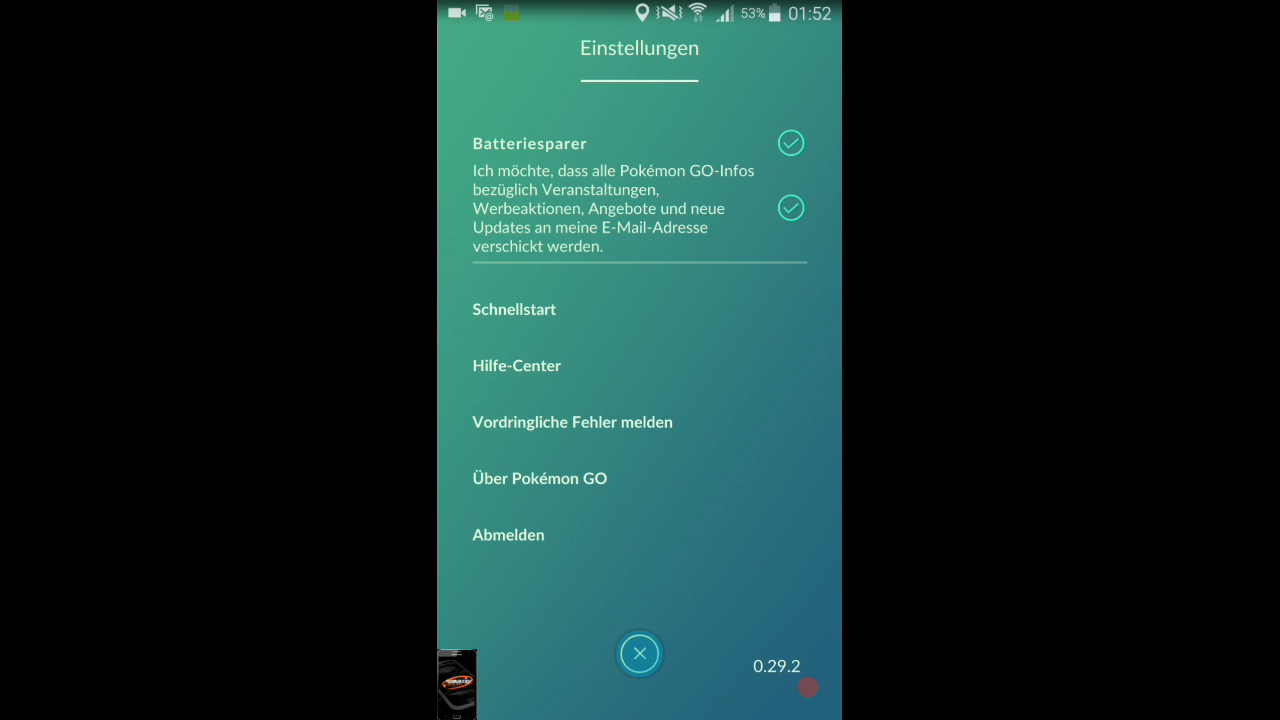 53% 01:52
Einstellungen
Batteriesparer
Ich möchte, dass alle Pokémon GO-Infos
bezüglich Veranstaltungen,
Werbeaktionen, Angebote und neue
Updates an meine E-Mail-Adresse
verschickt werden.
Schnellstart
Hilfe-Center
Vordringliche Fehler melden
Über Pokémon GO
Abmelden
0.29.2